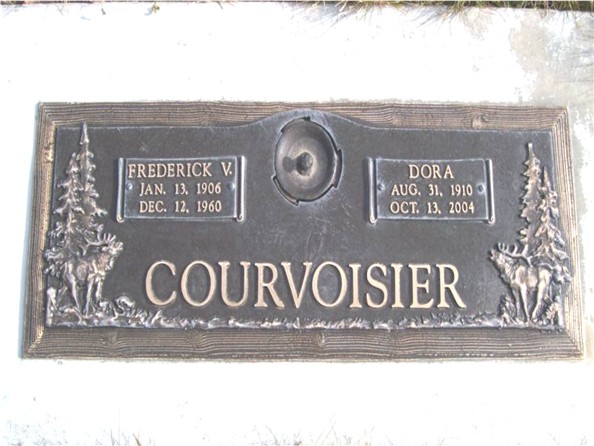 FREDERICK V.
JAN. 13, 1906
DEC. 12, 1960
DORA
AUG. 31, 1910
OCT. 13, 2004
COURVOISIER